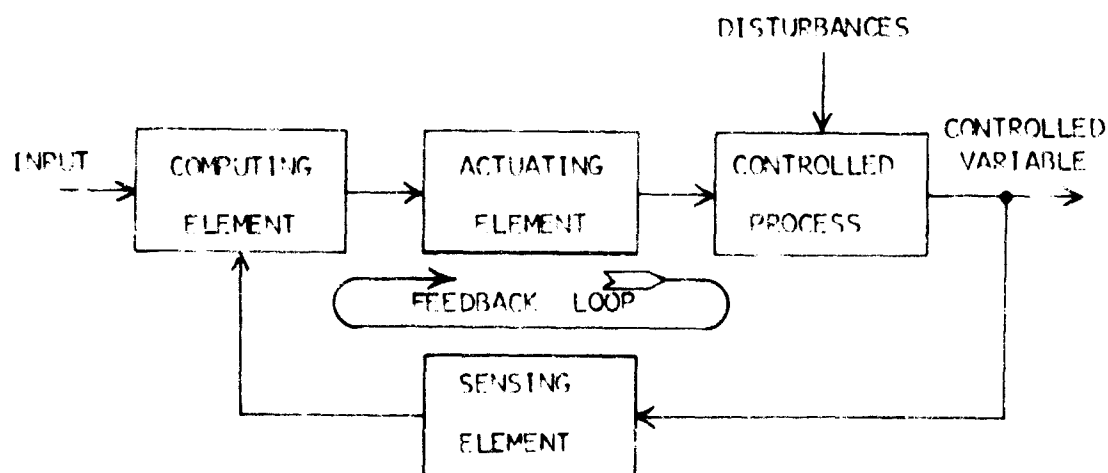 DISTURBANCES
INPUT
COMPUTING
ELEMENT
ACTUATING
ELEMENT
CONTROLLED
PROCESS
CONTROLLED
VARIABLE
FEEDBACK LOOP
SENSING
ELEMENT